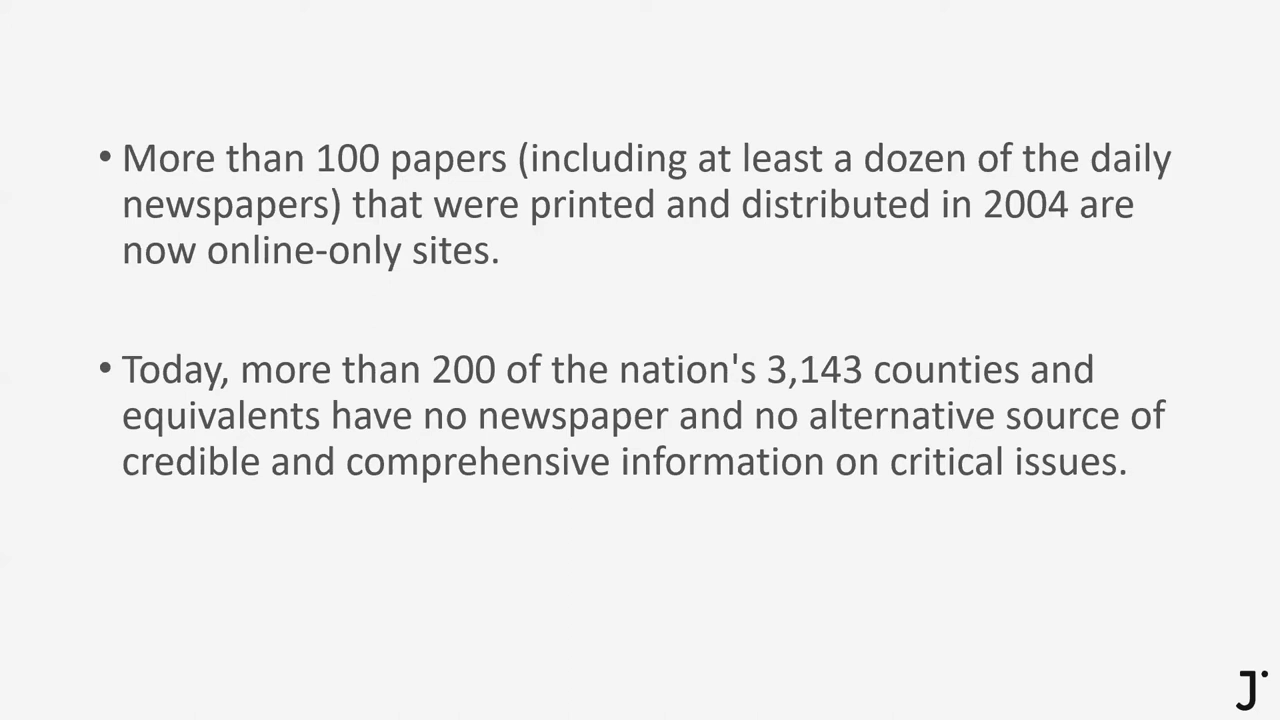 • More than 100 papers (including at least a dozen of the daily
newspapers) that were printed and distributed in 2004 are
now online-only sites.
• Today, more than 200 of the nation's 3,143 counties and
equivalents have no newspaper and no alternative source of
credible and comprehensive information on critical issues.
J